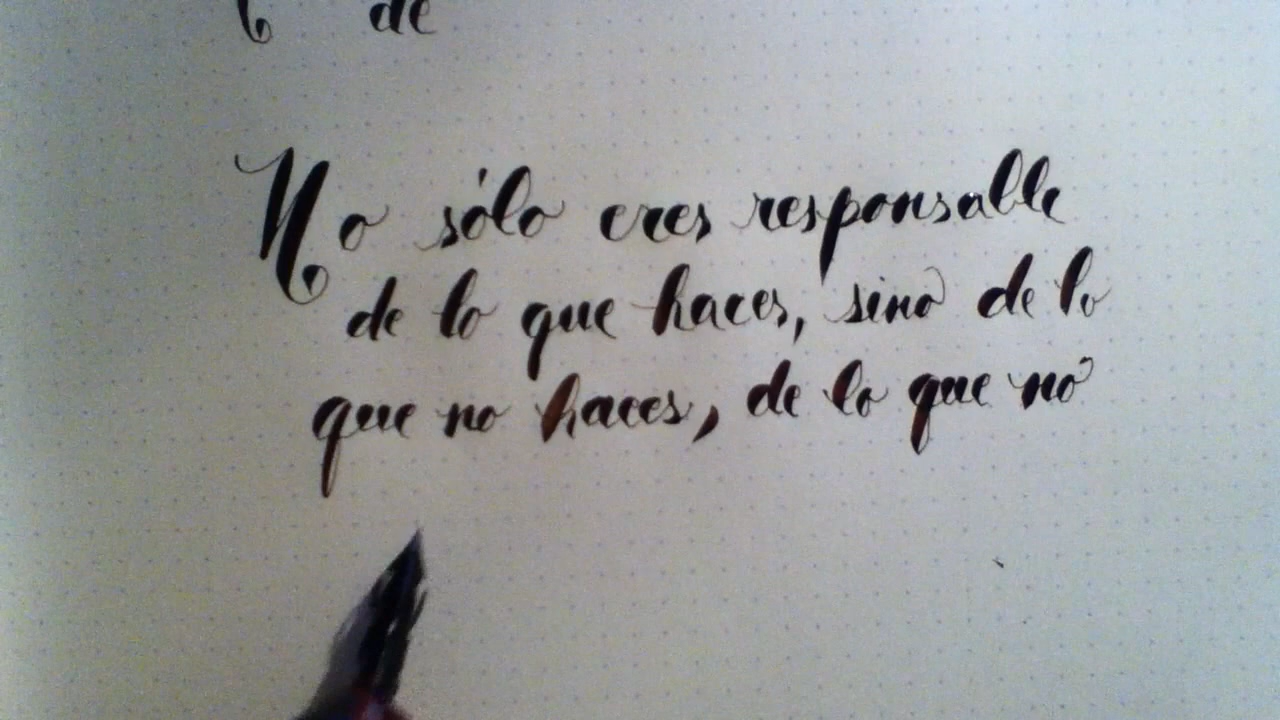 de
No sólo eres responsable
de lo que haces, sino de lo
que no haces, de lo que no